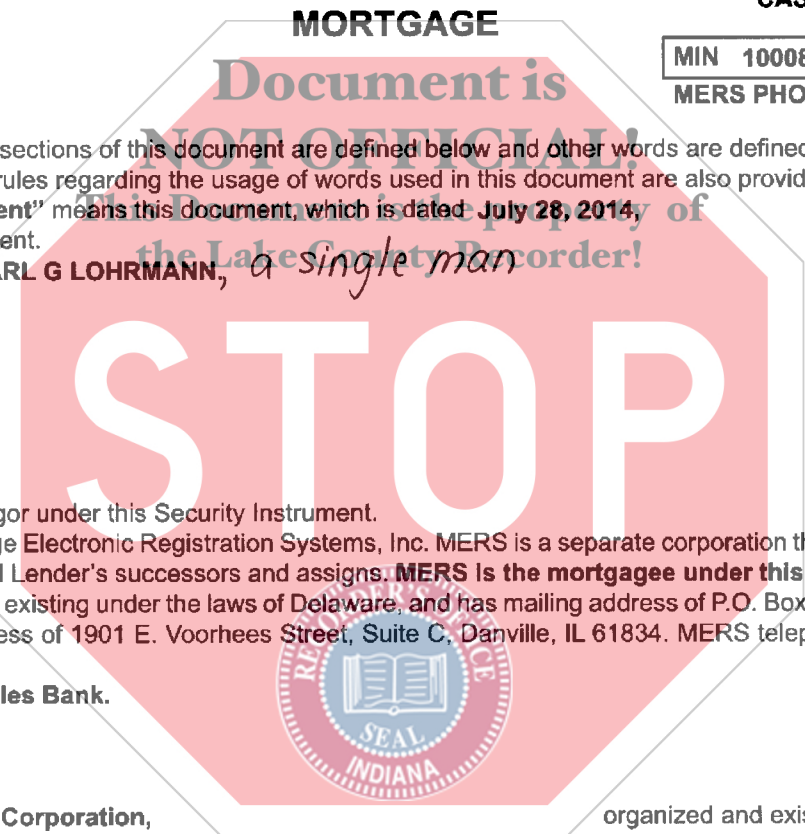 CAS
MORTGAGE
MIN 10008
MERS PHO
Document is
NOT OFFICIAL!
This Document is the property of
the Lake County Recorder!
sections of this document are defined below and other words are defined
rules regarding the usage of words used in this document are also provid
ent" means this document, which is dated July 28, 2014,
ent.
ARL G LOHRMANN., a single man
STOP
gor under this Security Instrument.
ge Electronic Registration Systems, Inc. MERS is a separate corporation th
d Lender's successors and assigns. MERS is the mortgagee under this
existing under the laws of Delaware, and has mailing address of P.O. Box
ess of 1901 E. Voorhees Street, Suite C, Danville, IL 61834. MERS telep
les Bank.
RECORDER'S OFFICE
SEAL
INDIANA
Corporation,
organized and exis